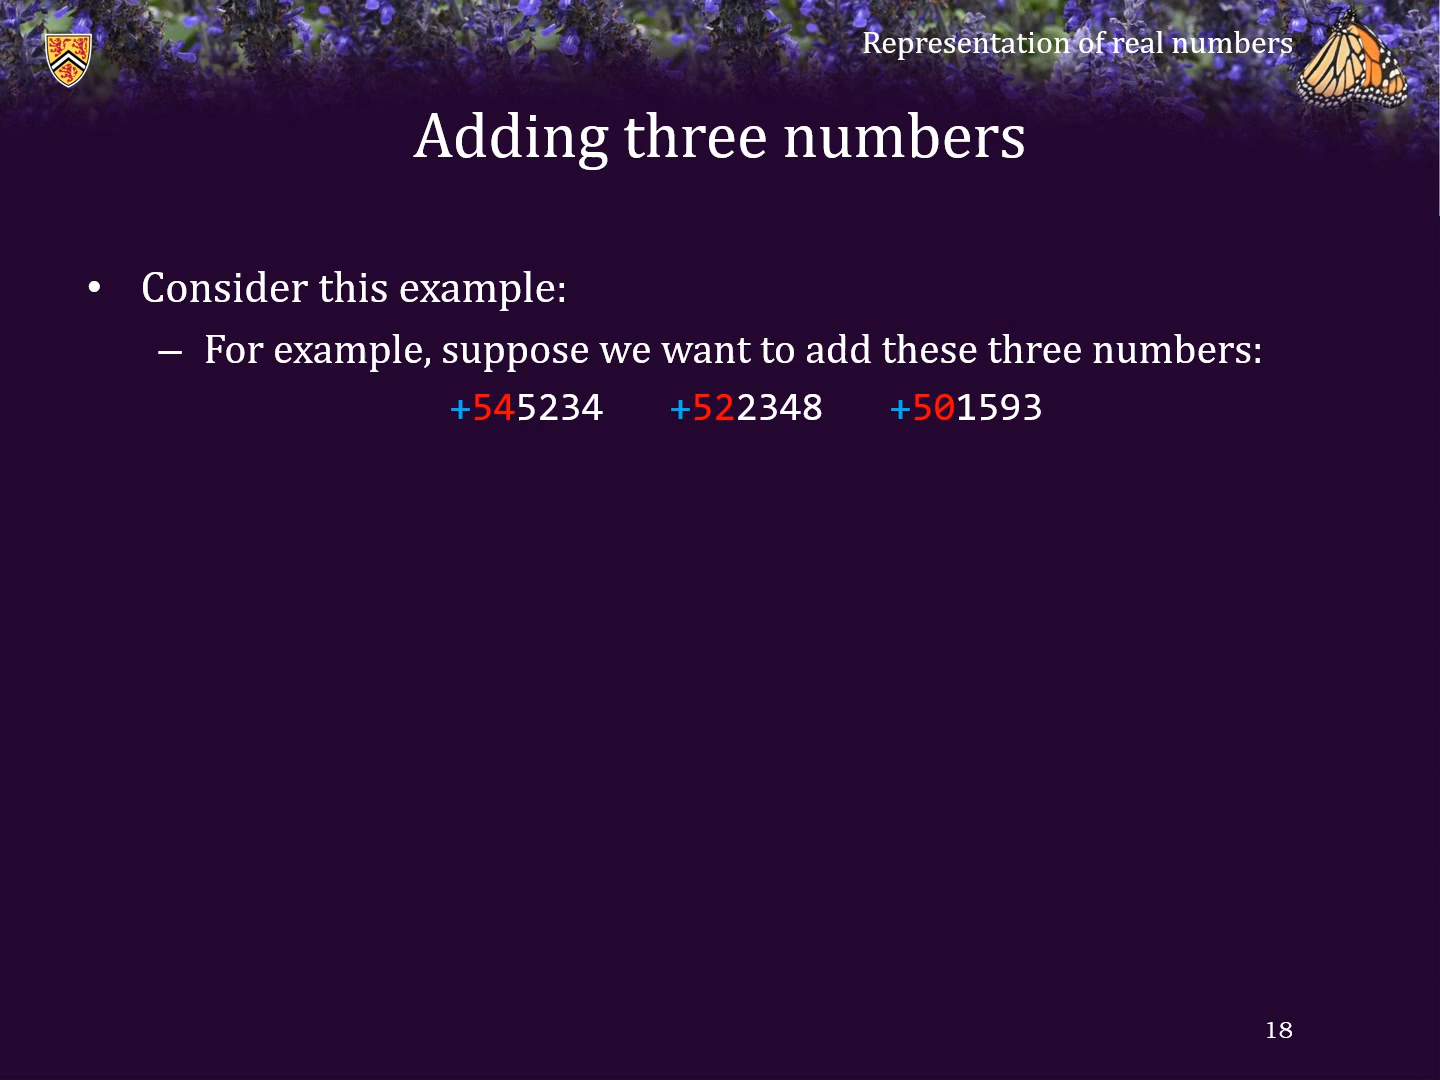 Representation of real numbers
Adding three numbers
• Consider this example:
– For example, suppose we want to add these three numbers:
+545234 +522348 +501593
18